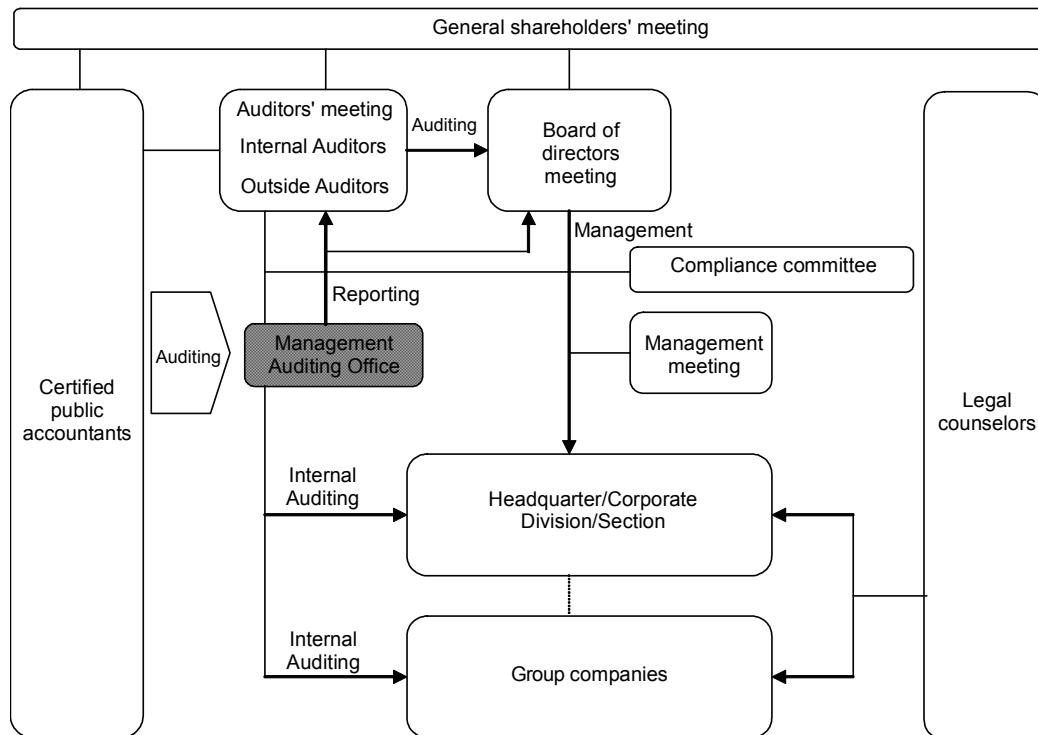 General shareholders' meeting
Auditors' meeting
Internal Auditors
Outside Auditors
Auditing
Board of
directors
meeting
Management
Compliance committee
Reporting
Management
Auditing Office
Auditing
Management
meeting
Certified
public
accountants
Legal
counselors
Internal
Auditing
Headquarter/Corporate
Division/Section
Internal
Auditing
Group companies